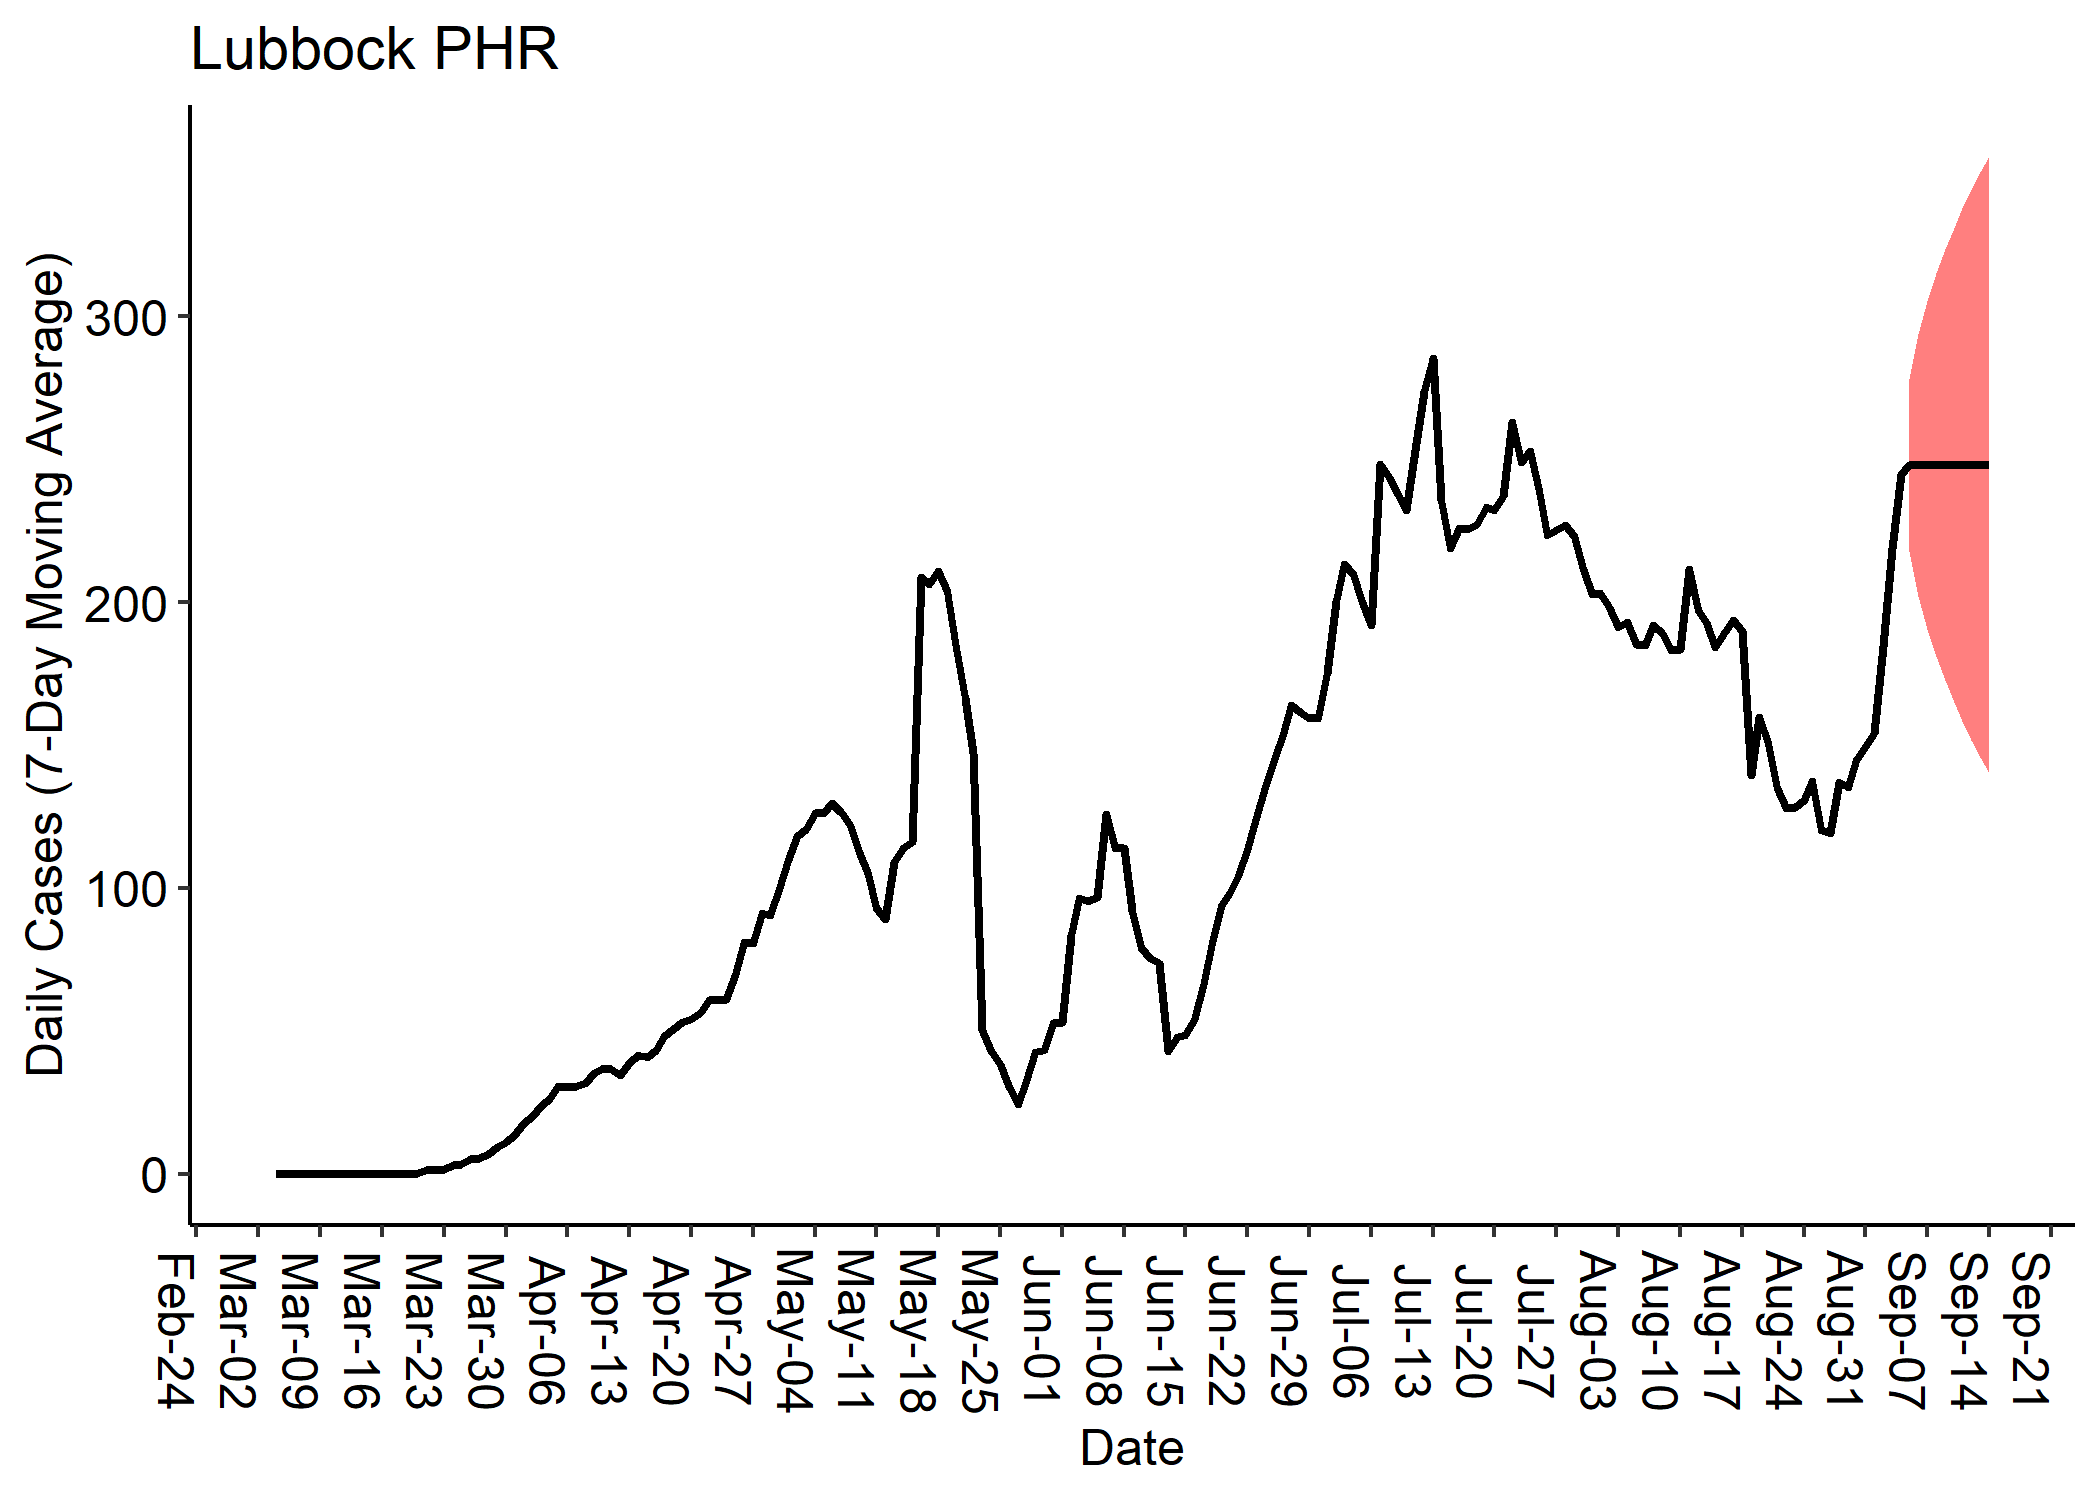 Lubbock PHR
Daily Cases (7-Day Moving Average)
300
200
100
0
Feb-24
Mar-02
Mar-09
Mar-16
Mar-23
Mar-30
Apr-06
Apr-13
Apr-20
Apr-27
May-04
May-11
May-18
May-25
Jun-01
Jun-08
Jun-15
Jun-22
Jun-29
Jul-06
Jul-13
Jul-20
Jul-27
Aug-03
Aug-10
Aug-17
Aug-24
Aug-31
Sep-07
Sep-14
Sep-21
Date